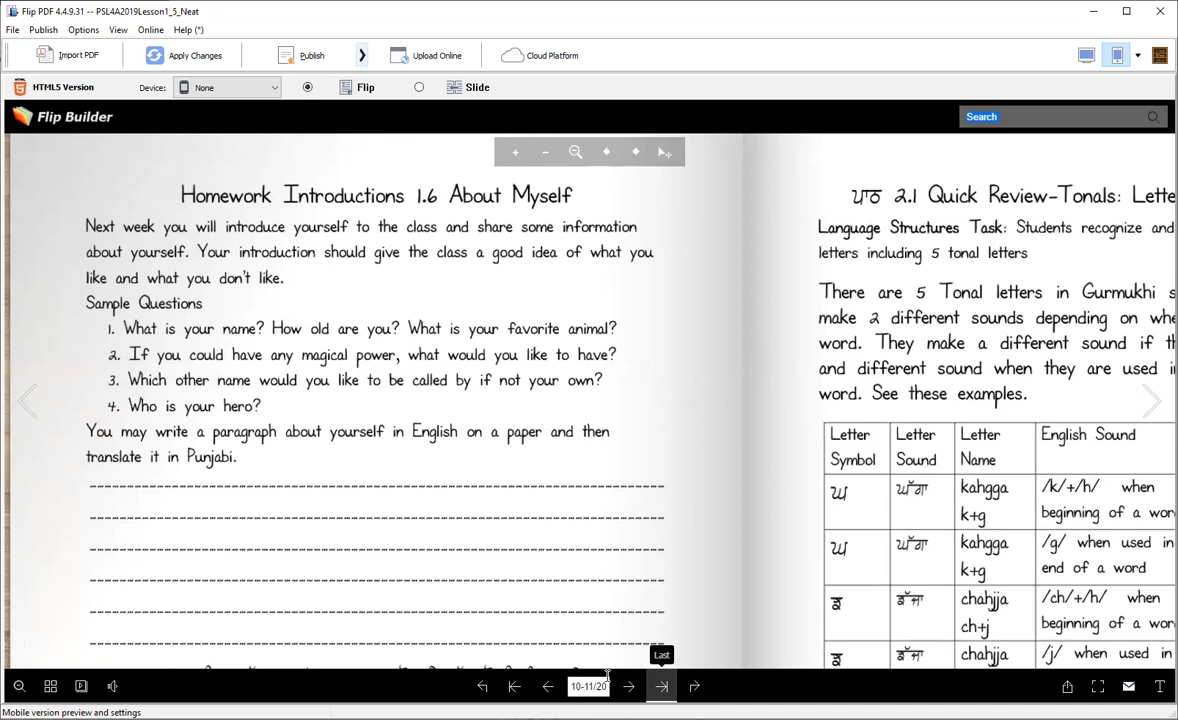 Flip PDF 4.4.9.31 -- PSL4A2019Lesson1_5_Neat
File Publish Options View Online Help (*)
Import PDF Apply Changes Publish Upload Online Cloud Platform
HTML5 Version Device: None Flip Slide
Flip Builder Search
Homework Introductions 1.6 About Myself
Next week you will introduce yourself to the class and share some information
about yourself. Your introduction should give the class a good idea of what you
like and what you don't like.
Sample Questions
1. What is your name? How old are you? What is your favorite animal?
2. If you could have any magical power, what would you like to have?
3. Which other name would you like to be called by if not your own?
4. Who is your hero?
You may write a paragraph about yourself in English on a paper and then
translate it in Punjabi.
ਪਾਠ 2.1 Quick Review-Tonals: Lette
Language Structures Task: Students recognize and
letters including 5 tonal letters
There are 5 Tonal letters in Gurmukhi s
make 2 different sounds depending on whe
word. They make a different sound if th
and different sound when they are used i
word. See these examples.
Letter Symbol Letter Sound Letter Name English Sound
ਘ ਘੱਗਾ kahgga k+g /k/+/h/ when beginning of a wor
ਘ ਘੱਗਾ kahgga k+g /g/ when used in end of a word
ਝ ਝੱਜਾ chahjja ch+j /ch/+/h/ when beginning of a wor
ਝ ਝੱਜਾ chahjja /j/ when used in
Last
10-11/20
T
Mobile version preview and settings